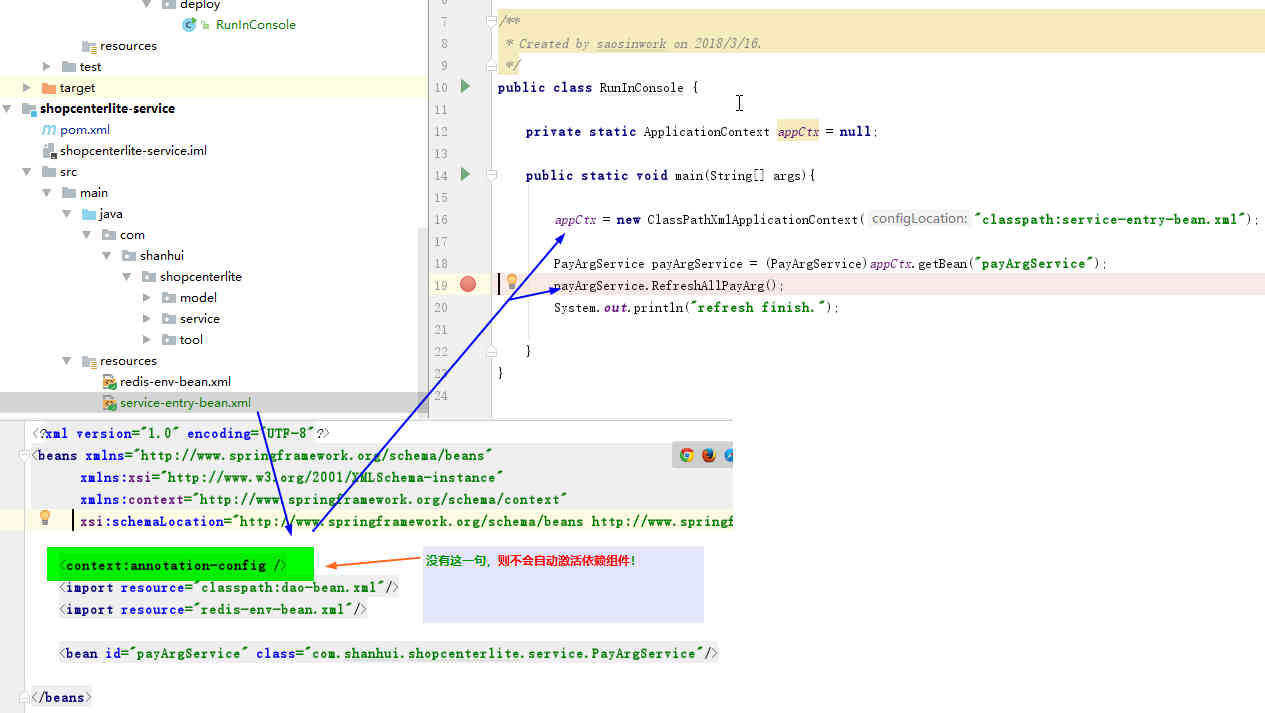 deploy
RunInConsole
resources
test
target
shopcenterlite-service
pom.xml
shopcenterlite-service.iml
src
main
java
com
shanhui
shopcenterlite
model
service
tool
resources
redis-env-bean.xml
service-entry-bean.xml
7 /**
8 * Created by saosinwork on 2018/3/16.
9 */
10 public class RunInConsole {
11
12 private static ApplicationContext appCtx = null;
13
14 public static void main(String[] args){
15
16 appCtx = new ClassPathXmlApplicationContext( configLocation: "classpath:service-entry-bean.xml");
17
18 PayArgService payArgService = (PayArgService)appCtx.getBean("payArgService");
19 payArgService.RefreshAllPayArg();
20 System.out.println("refresh finish.");
21
22 }
23 }
24
<?xml version="1.0" encoding="UTF-8"?>
<beans xmlns="http://www.springframework.org/schema/beans"
xmlns:xsi="http://www.w3.org/2001/XMLSchema-instance"
xmlns:context="http://www.springframework.org/schema/context"
xsi:schemaLocation="http://www.springframework.org/schema/beans http://www.springf
<context:annotation-config />
没有这一句，则不会自动激活依赖组件！
<import resource="classpath:dao-bean.xml"/>
<import resource="redis-env-bean.xml"/>
<bean id="payArgService" class="com.shanhui.shopcenterlite.service.PayArgService"/>
</beans>